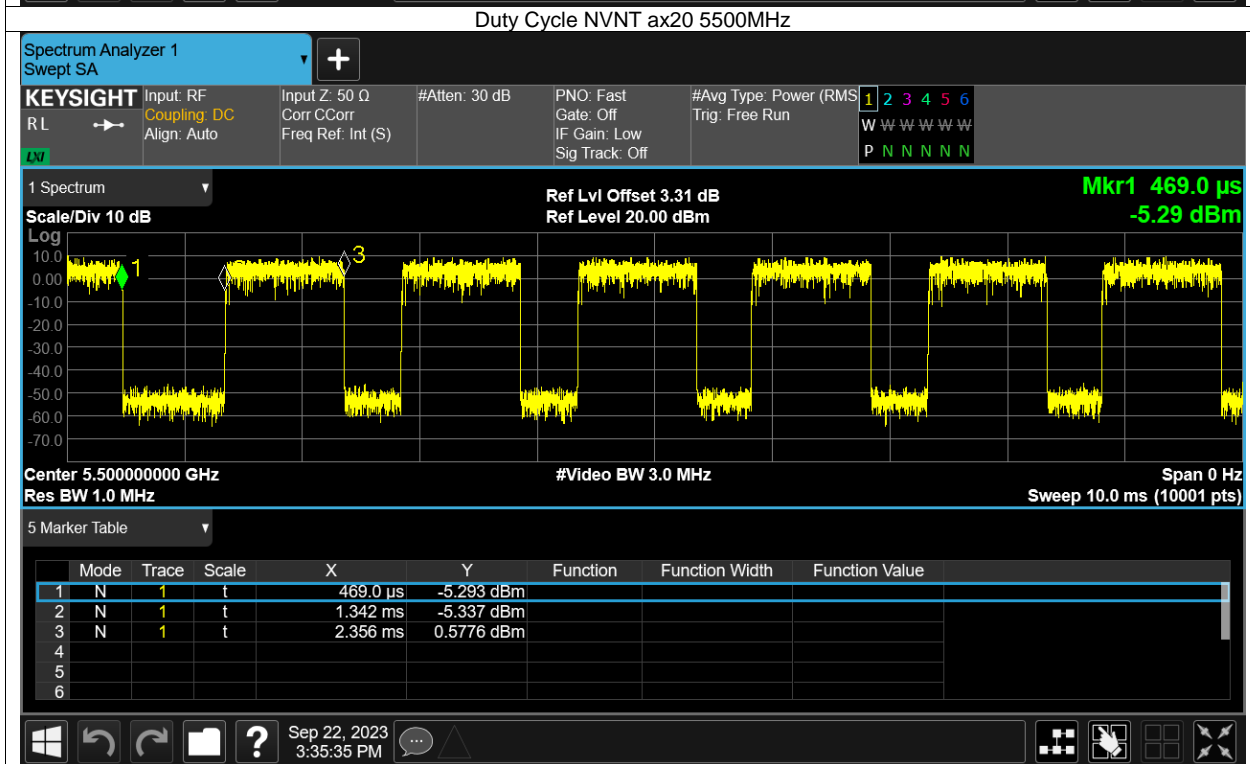 Duty Cycle NVNT ax20 5500MHz
Spectrum Analyzer 1
Swept SA
KEYSIGHT Input: RF Input Z: 50 Ω #Atten: 30 dB PNO: Fast #Avg Type: Power (RMS 1 2 3 4 5 6
RL Coupling: DC Corr CCorr Gate: Off Trig: Free Run W W W W W W
Align: Auto Freq Ref: Int (S) IF Gain: Low
LXI Sig Track: Off P N N N N N
1 Spectrum Ref Lvl Offset 3.31 dB Mkr1 469.0 µs
Scale/Div 10 dB Ref Level 20.00 dBm -5.29 dBm
Log
10.0
0.00
-10.0
-20.0
-30.0
-40.0
-50.0
-60.0
-70.0
1
3
Center 5.500000000 GHz #Video BW 3.0 MHz Span 0 Hz
Res BW 1.0 MHz Sweep 10.0 ms (10001 pts)
5 Marker Table
Mode Trace Scale X Y Function Function Width Function Value
1 N 1 t 469.0 µs -5.293 dBm
2 N 1 t 1.342 ms -5.337 dBm
3 N 1 t 2.356 ms 0.5776 dBm
4
5
6
? Sep 22, 2023
3:35:35 PM